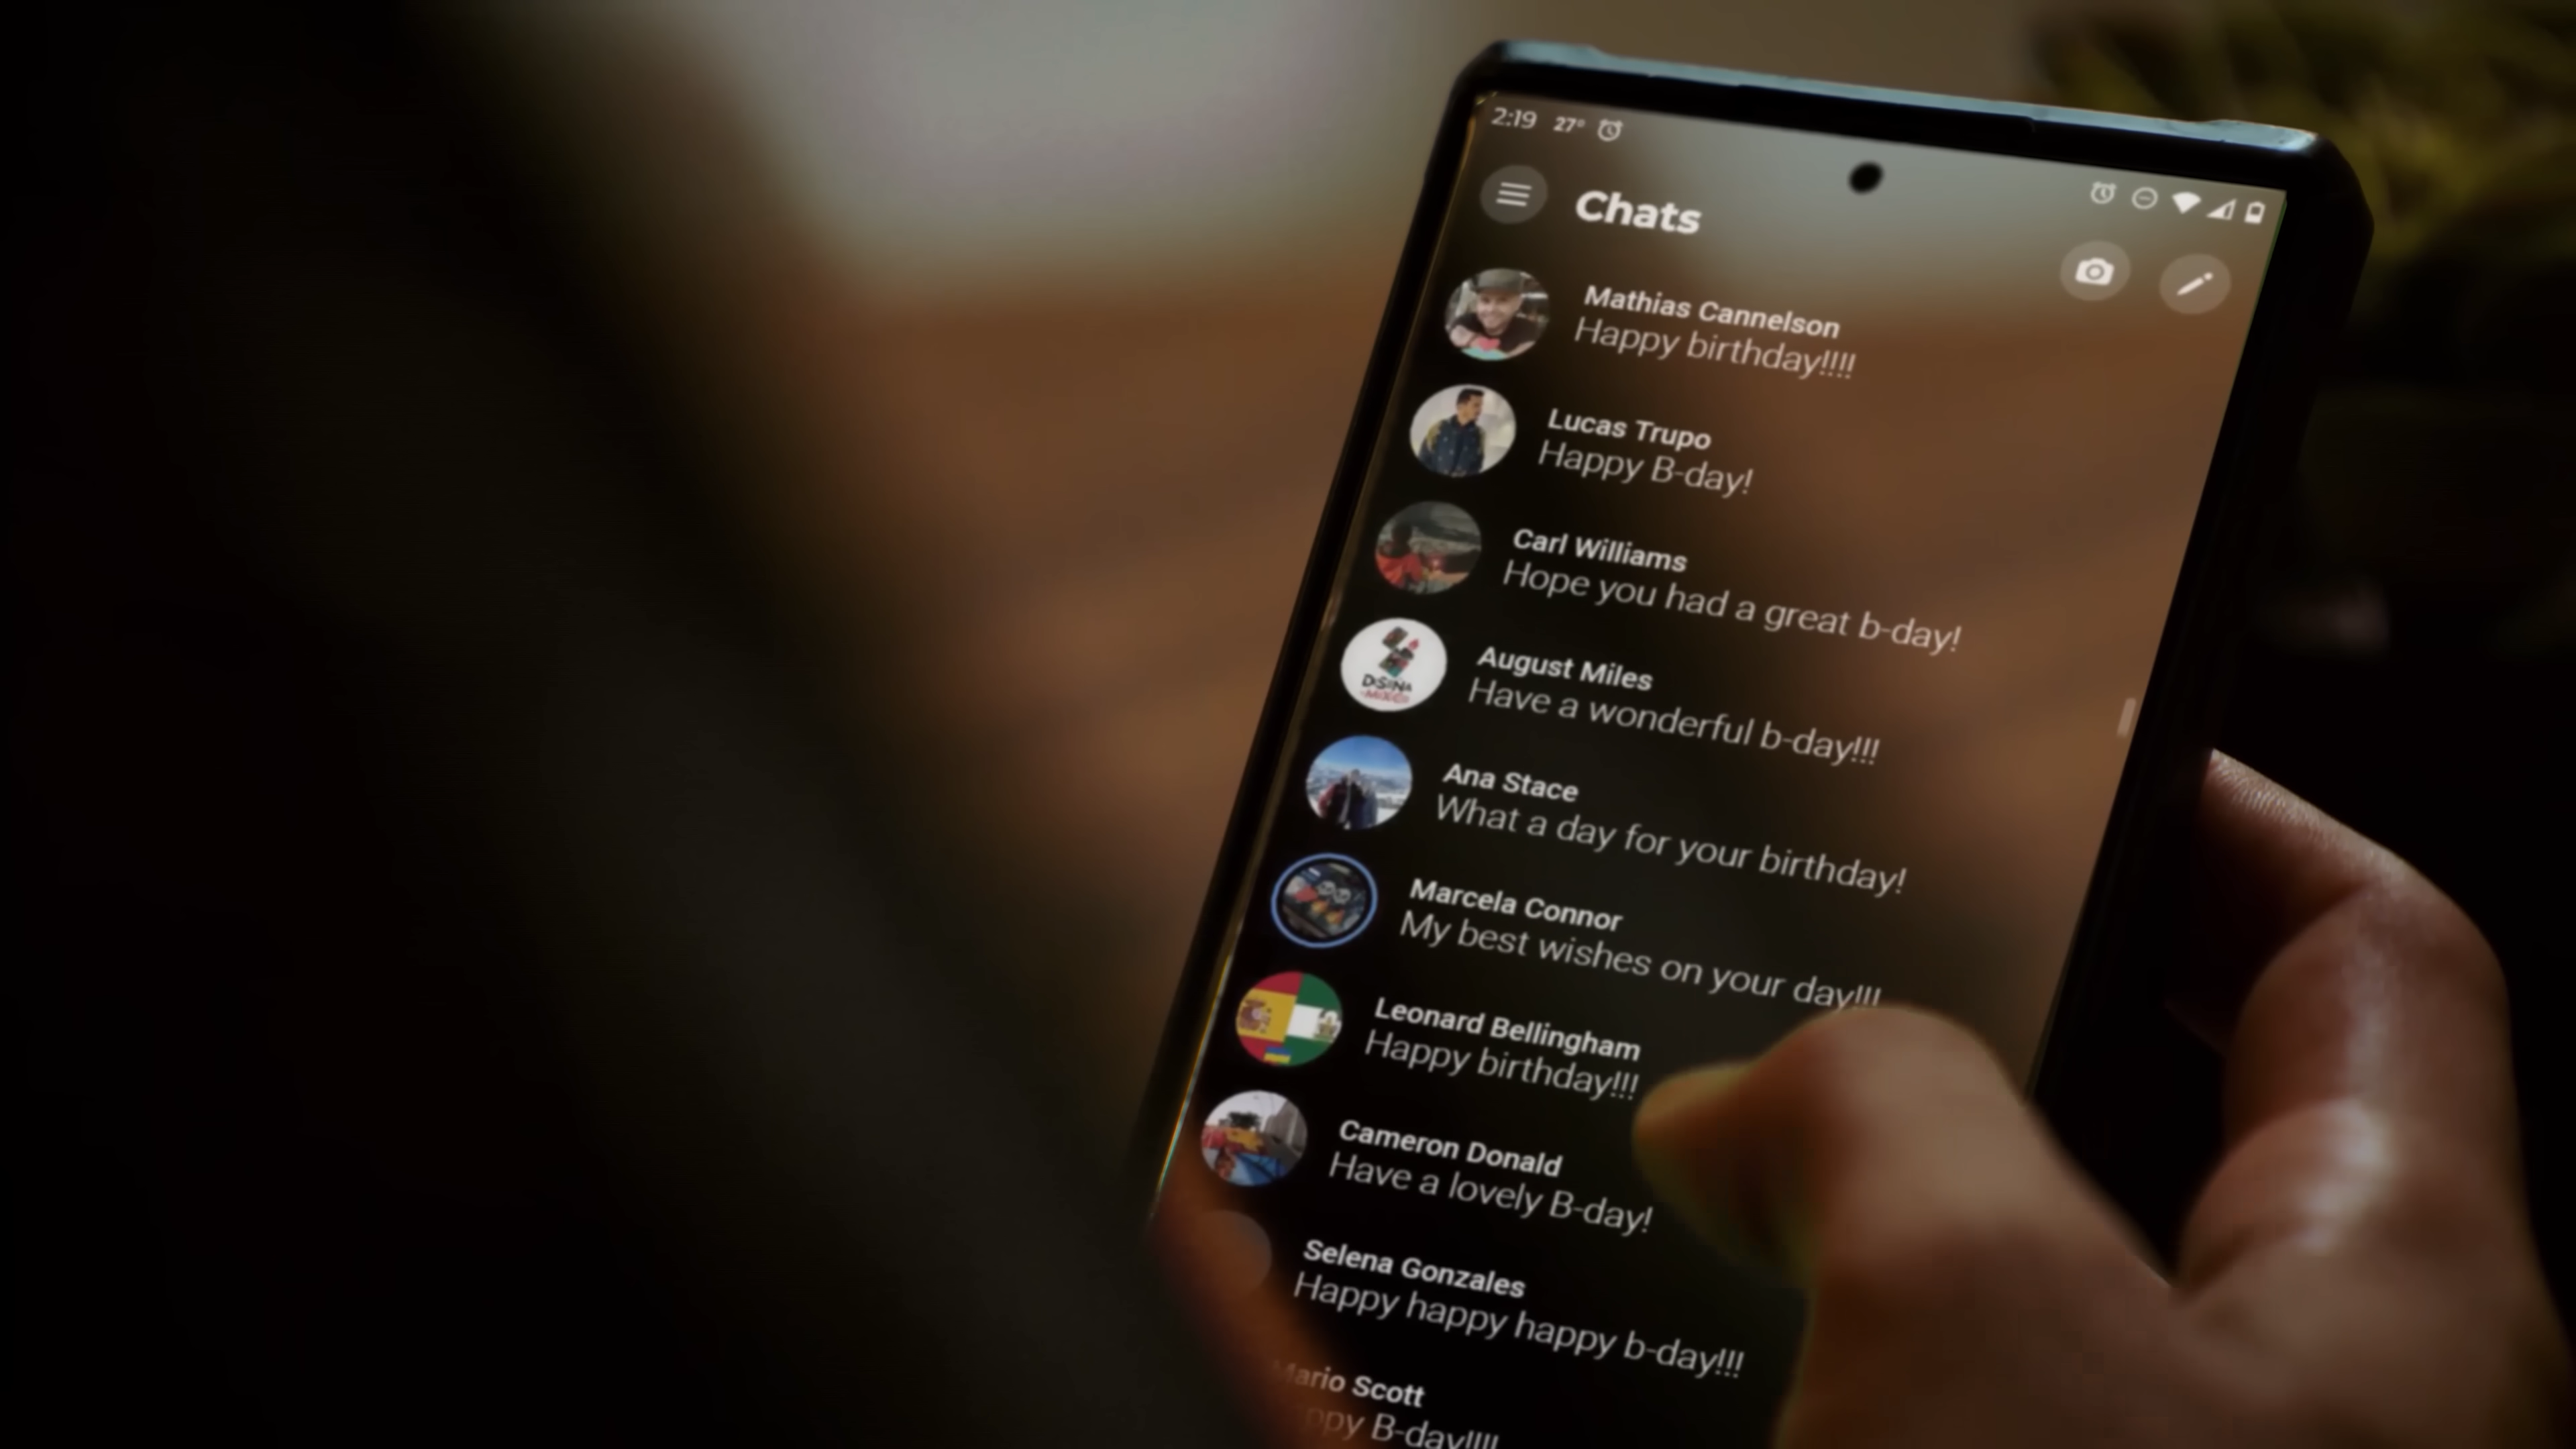 2:19 27°
Chats
Mathias Cannelson
Happy birthday!!!!
Lucas Trupo
Happy B-day!
Carl Williams
Hope you had a great b-day!
August Miles
Have a wonderful b-day!!!
Ana Stace
What a day for your birthday!
Marcela Connor
My best wishes on your day!!!
Leonard Bellingham
Happy birthday!!!
Cameron Donald
Have a lovely B-day!
Selena Gonzales
Happy happy happy b-day!!!
Mario Scott
B-day!!!!